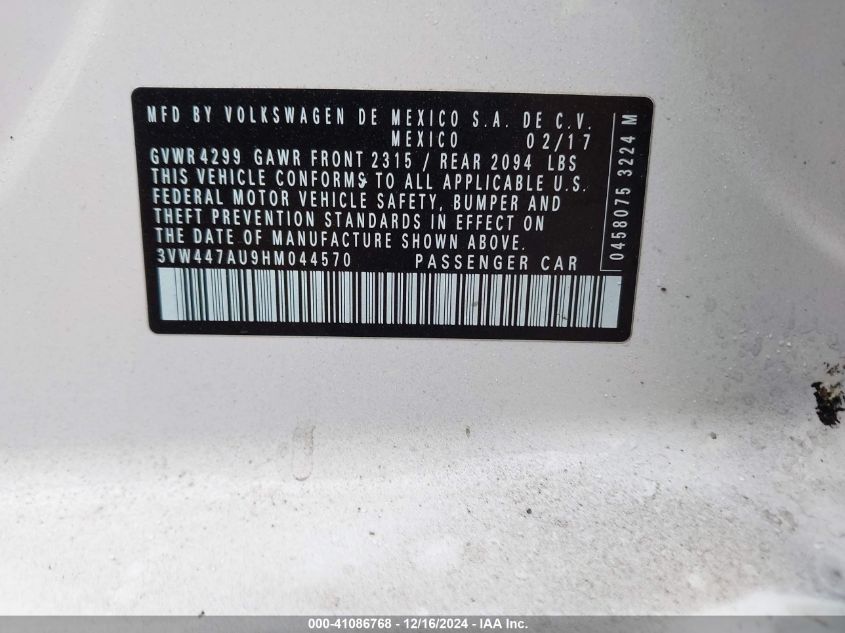 MFD BY VOLKSWAGEN DE MEXICO S.A. DE C.V.
MEXICO 02/17
GVWR 4299 GAWR FRONT 2315 / REAR 2094 LBS
THIS VEHICLE CONFORMS TO ALL APPLICABLE U.S.
FEDERAL MOTOR VEHICLE SAFETY, BUMPER AND
THEFT PREVENTION STANDARDS IN EFFECT ON
THE DATE OF MANUFACTURE SHOWN ABOVE.
3VW447AU9HM044570 PASSENGER CAR
0458075 3224 M
000-41086768 - 12/16/2024 - IAA Inc.